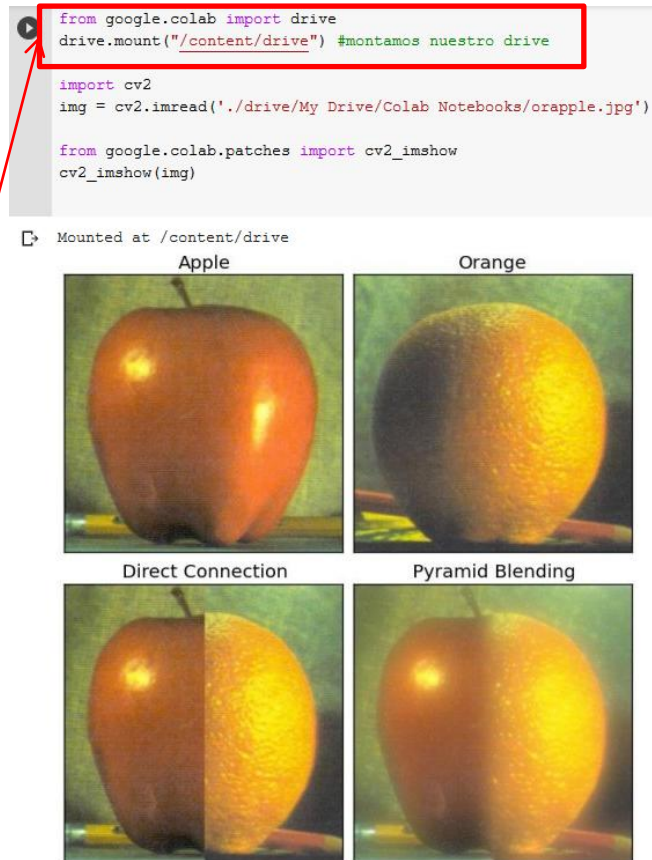 from google.colab import drive
drive.mount("/content/drive") #montamos nuestro drive
import cv2
img = cv2.imread('./drive/My Drive/Colab Notebooks/orapple.jpg')
from google.colab.patches import cv2_imshow
cv2_imshow(img)
Mounted at /content/drive
Apple Orange
Direct Connection Pyramid Blending